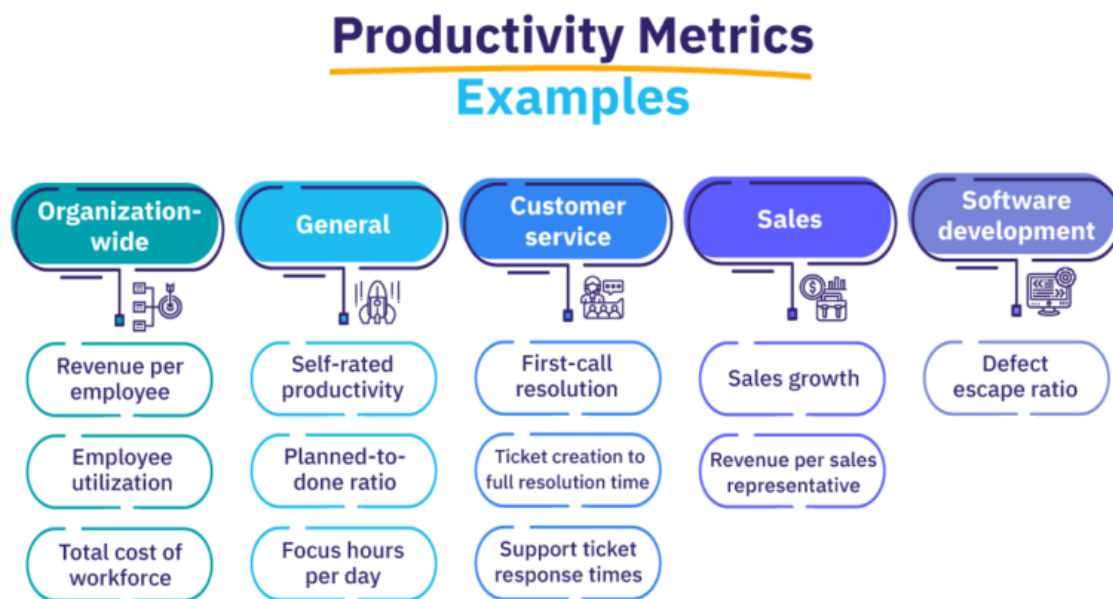 Productivity Metrics
Examples
Organization-
wide
Revenue per
employee
Employee
utilization
Total cost of
workforce
General
Self-rated
productivity
Planned-to-
done ratio
Focus hours
per day
Customer
service
First-call
resolution
Ticket creation to
full resolution time
Support ticket
response times
Sales
Sales growth
Revenue per sales
representative
Software
development
Defect
escape ratio